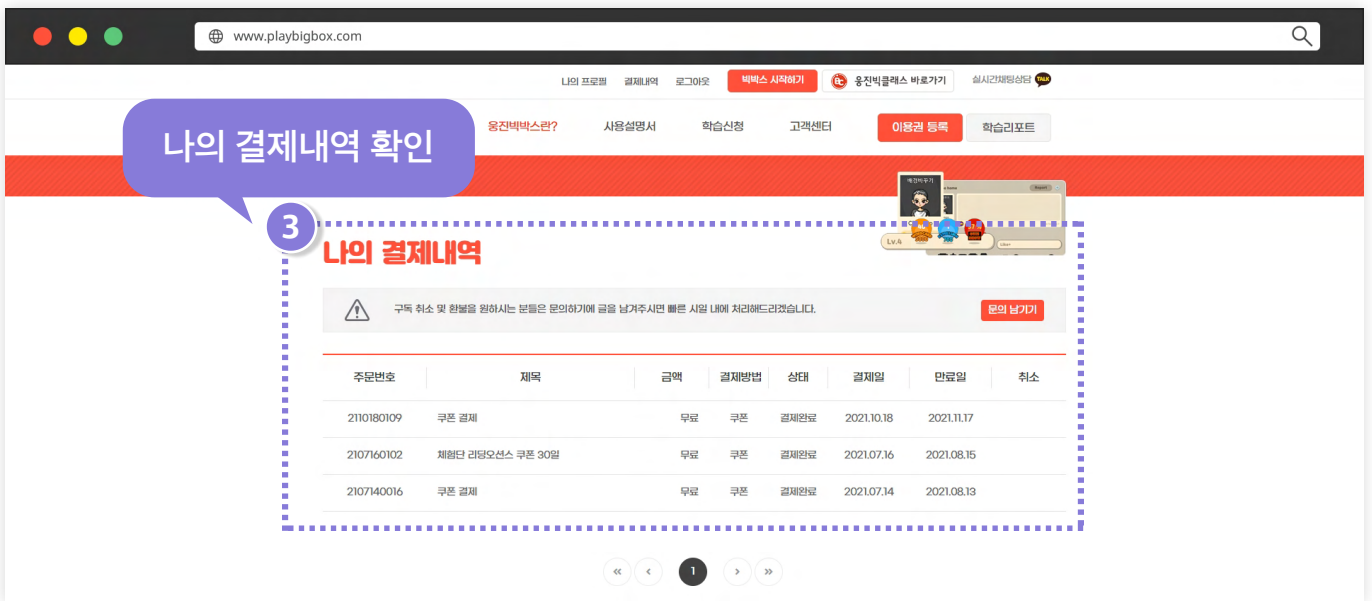 www.playbigbox.com
나의 프로필 결제내역 로그아웃 빅박스 시작하기 웅진빅클래스 바로가기 실시간채팅상담 TALK
나의 결제내역 확인
웅진빅박스란? 사용설명서 학습신청 고객센터 이용권 등록 학습리포트
배경바꾸기
3
나의 결제내역
Lv.4
구독 취소 및 환불을 원하시는 분들은 문의하기에 글을 남겨주시면 빠른 시일 내에 처리해드리겠습니다. 문의 남기기
주문번호 제목 금액 결제방법 상태 결제일 만료일 취소
2110180109 쿠폰 결제 무료 쿠폰 결제완료 2021.10.18 2021.11.17
2107160102 체험단 리딩오션스 쿠폰 30일 무료 쿠폰 결제완료 2021.07.16 2021.08.15
2107140016 쿠폰 결제 무료 쿠폰 결제완료 2021.07.14 2021.08.13
« ‹ 1 › »